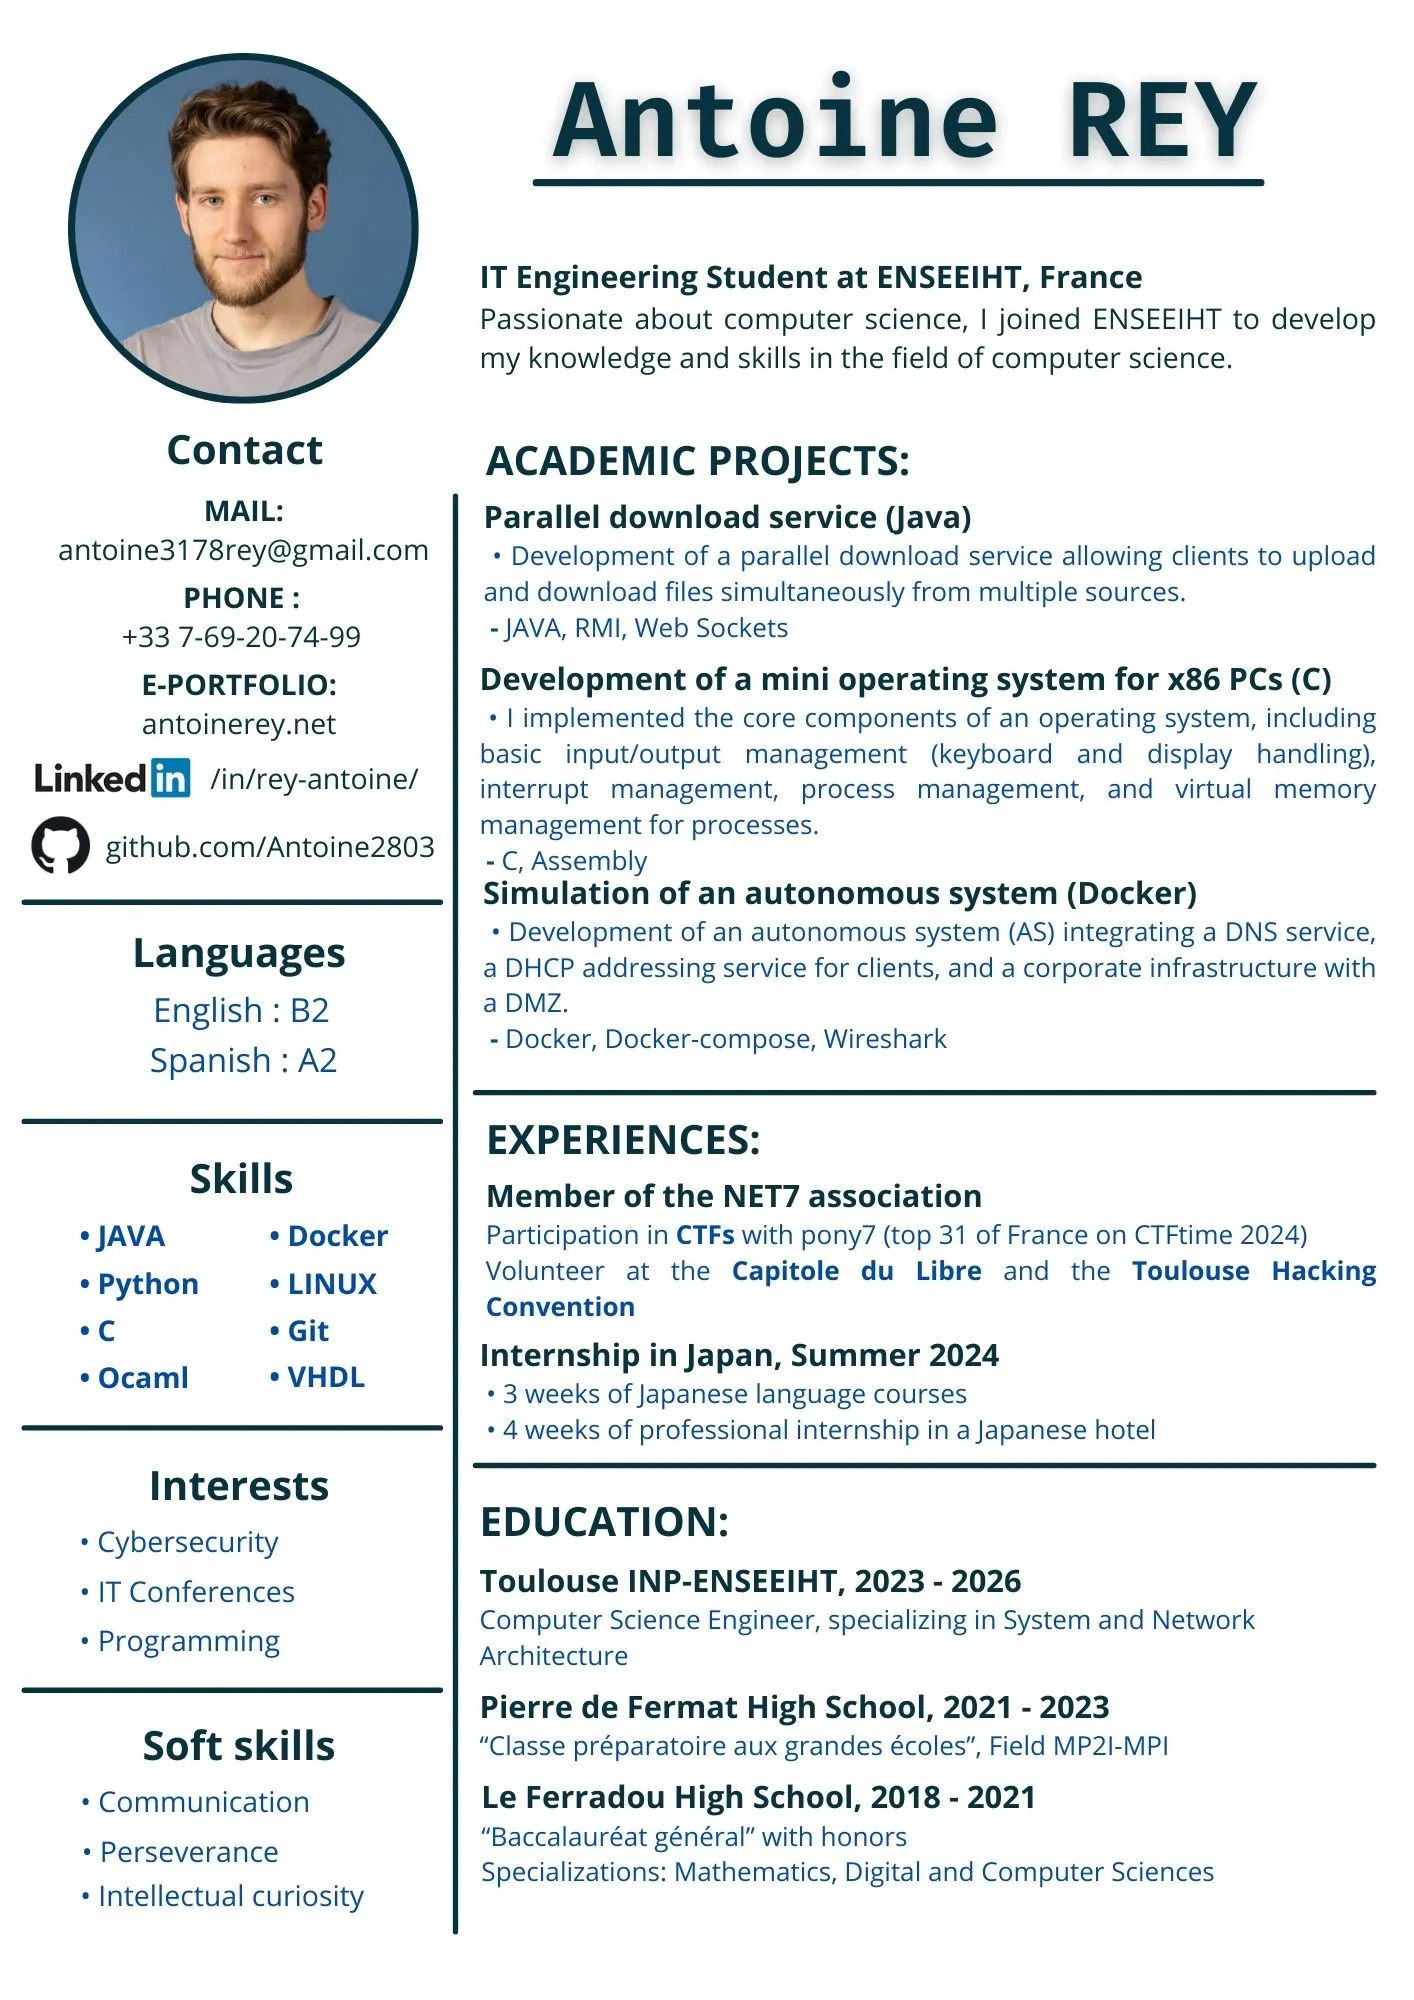 Antoine REY
IT Engineering Student at ENSEEIHT, France
Passionate about computer science, I joined ENSEEIHT to develop
my knowledge and skills in the field of computer science.
Contact
MAIL:
antoine3178rey@gmail.com
PHONE :
+33 7-69-20-74-99
E-PORTFOLIO:
antoinerey.net
Linkedin /in/rey-antoine/
github.com/Antoine2803
Languages
English : B2
Spanish : A2
Skills
• JAVA
• Python
• C
• Ocaml
• Docker
• LINUX
• Git
• VHDL
Interests
• Cybersecurity
• IT Conferences
• Programming
Soft skills
• Communication
• Perseverance
• Intellectual curiosity
ACADEMIC PROJECTS:
Parallel download service (Java)
• Development of a parallel download service allowing clients to upload
and download files simultaneously from multiple sources.
- JAVA, RMI, Web Sockets
Development of a mini operating system for x86 PCs (C)
• I implemented the core components of an operating system, including
basic input/output management (keyboard and display handling),
interrupt management, process management, and virtual memory
management for processes.
- C, Assembly
Simulation of an autonomous system (Docker)
• Development of an autonomous system (AS) integrating a DNS service,
a DHCP addressing service for clients, and a corporate infrastructure with
a DMZ.
- Docker, Docker-compose, Wireshark
EXPERIENCES:
Member of the NET7 association
Participation in CTFs with pony7 (top 31 of France on CTFtime 2024)
Volunteer at the Capitole du Libre and the Toulouse Hacking
Convention
Internship in Japan, Summer 2024
• 3 weeks of Japanese language courses
• 4 weeks of professional internship in a Japanese hotel
EDUCATION:
Toulouse INP-ENSEEIHT, 2023 - 2026
Computer Science Engineer, specializing in System and Network
Architecture
Pierre de Fermat High School, 2021 - 2023
“Classe préparatoire aux grandes écoles”, Field MP2I-MPI
Le Ferradou High School, 2018 - 2021
“Baccalauréat général” with honors
Specializations: Mathematics, Digital and Computer Sciences